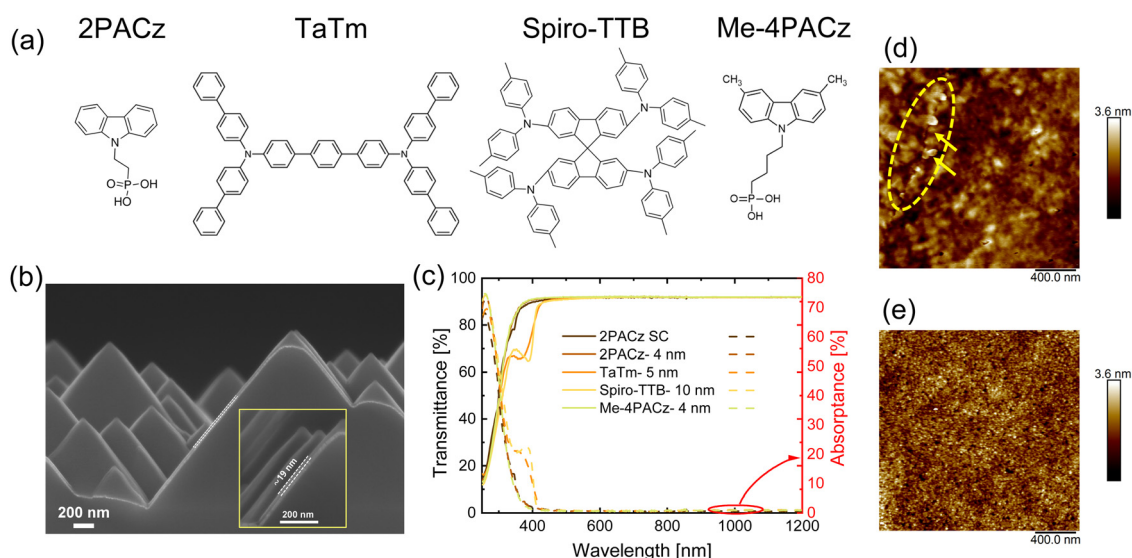 (a)
2PACz
TaTm
Spiro-TTB
Me-4PACz
N
O
P
OH
HO
N
N
N
N
N
N
CH₃
CH₃
N
O
P
OH
OH
(b)
~19 nm
200 nm
200 nm
(c)
Transmittance [%]
100
80
60
40
20
0
2PACz SC
2PACz- 4 nm
TaTm- 5 nm
Spiro-TTB- 10 nm
Me-4PACz- 4 nm
80
70
60
50
40
30
20
10
0
Absorptance [%]
400
600
800
1000
1200
Wavelength [nm]
(d)
3.6 nm
400.0 nm
(e)
3.6 nm
400.0 nm